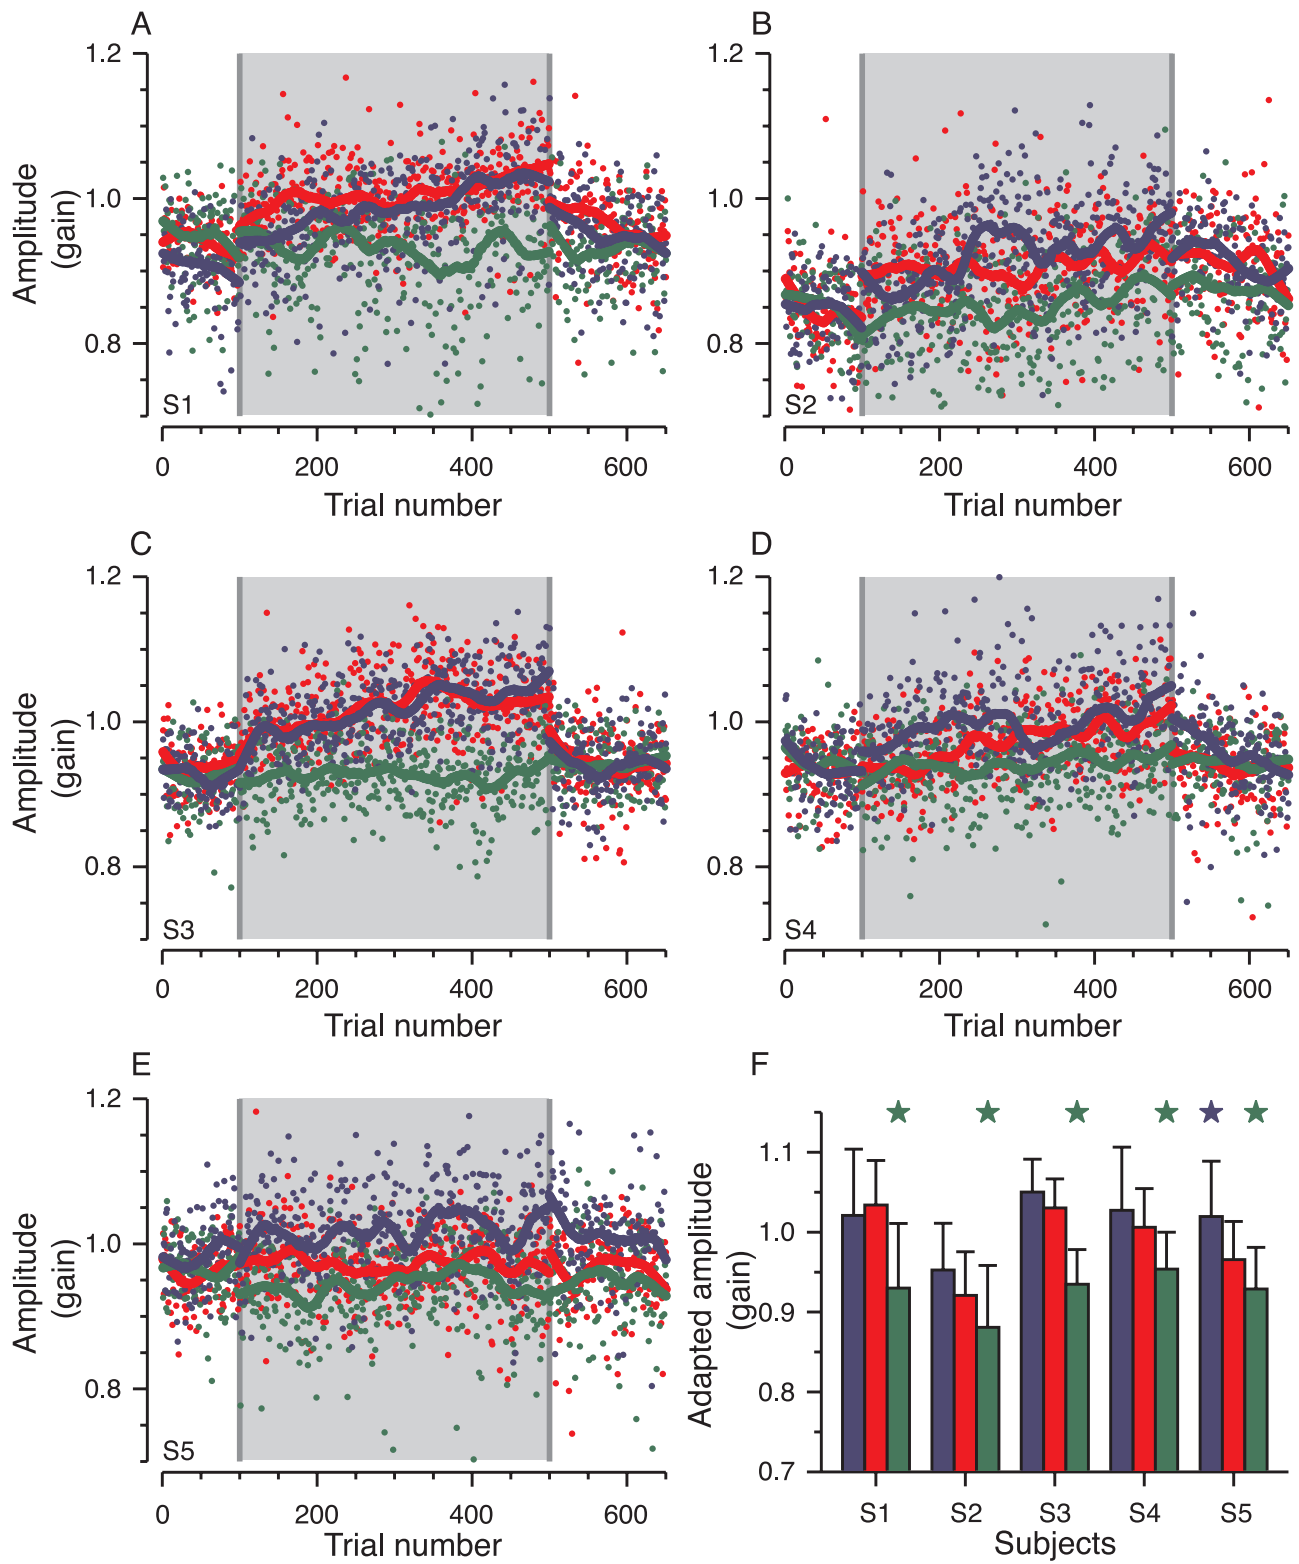 A
1.2
1.0
0.8
Amplitude
(gain)
S1
0 200 400 600
Trial number
B
1.2
1.0
0.8
Amplitude
(gain)
S2
0 200 400 600
Trial number
C
1.2
1.0
0.8
Amplitude
(gain)
S3
0 200 400 600
Trial number
D
1.2
1.0
0.8
S4
0 200 400 600
Trial number
E
1.2
1.0
0.8
Amplitude
(gain)
S5
0 200 400 600
Trial number
F
1.1
1.0
0.9
0.8
0.7
Adapted amplitude
(gain)
S1 S2 S3 S4 S5
Subjects